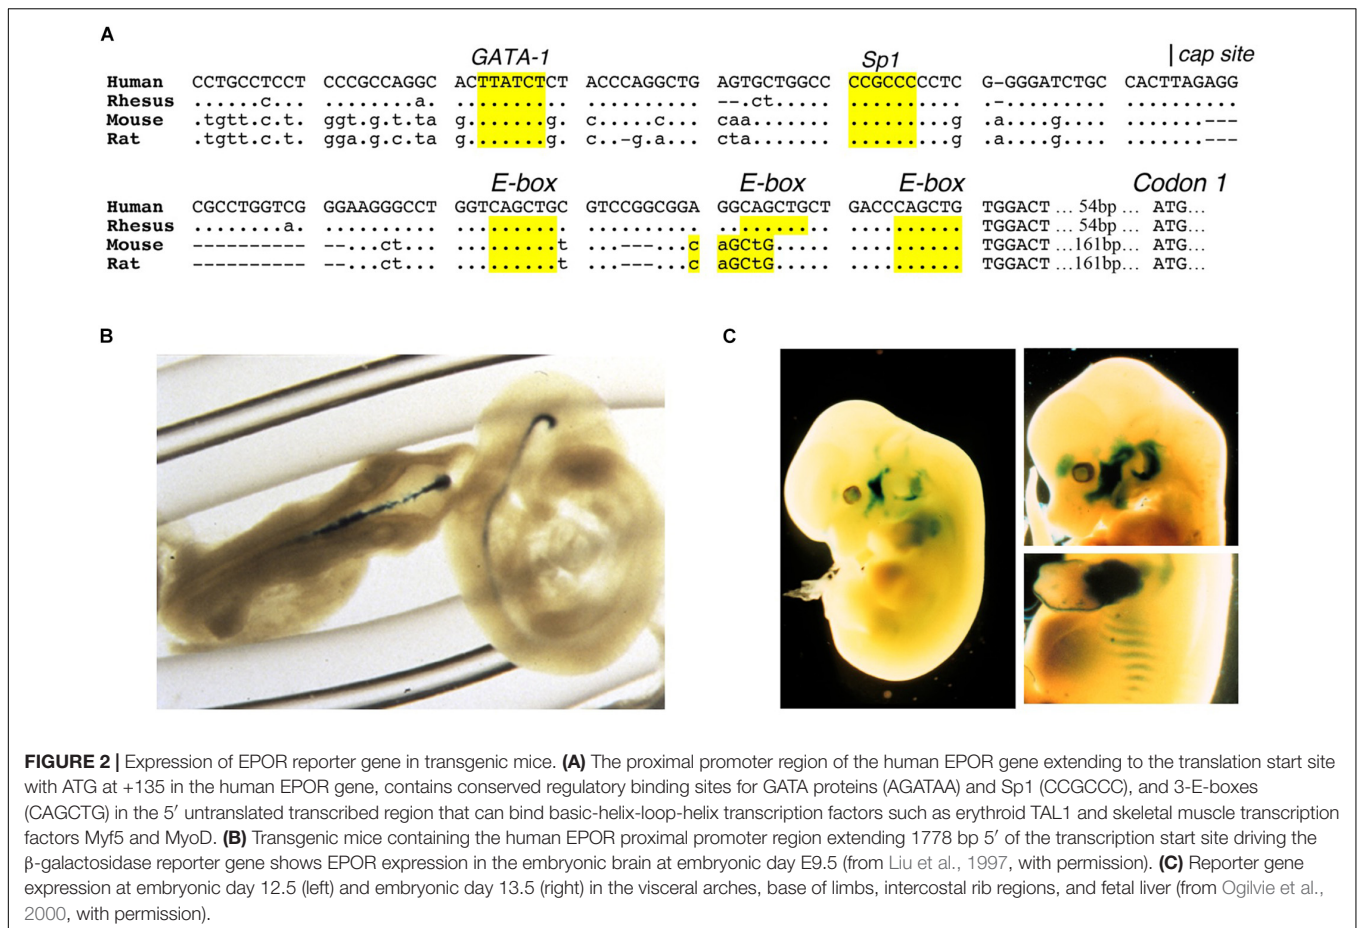 A
GATA-1 Sp1 | cap site
Human CCTGCCTCCT CCCGCCAGGC ACTTATCTCT ACCCAGGCTG AGTGCTGGCC CCGCCCCCTC G-GGGATCTGC CACTTAGAGG
Rhesus ......c... ........a. .......... .......... --.ct..... .......... .-........ ..........
Mouse .tgtt.c.t. ggt.g.t.ta g.......g. c.....c... caa....... .........g .a....g.... .......---
Rat .tgtt.c.t. gga.g.c.ta g.......g. c..-g.a... cta....... .........g .a....g.... .......---
E-box E-box E-box Codon 1
Human CGCCTGGTCG GGAAGGGCCT GGTCAGCTGC GTCCGGCGGA GGCAGCTGCT GACCCAGCTG TGGACT ... 54bp ... ATG...
Rhesus ........a. .......... .......... .......... .......... .......... TGGACT ... 54bp ... ATG...
Mouse ---------- --...ct... .........t ...---...c aGCtG..... .......... TGGACT ...161bp... ATG...
Rat ---------- --...ct... .........t ...---...c aGCtG..... .......... TGGACT ...161bp... ATG...
B
C
FIGURE 2 | Expression of EPOR reporter gene in transgenic mice. (A) The proximal promoter region of the human EPOR gene extending to the translation start site
with ATG at +135 in the human EPOR gene, contains conserved regulatory binding sites for GATA proteins (AGATAA) and Sp1 (CCGCCC), and 3-E-boxes
(CAGCTG) in the 5′ untranslated transcribed region that can bind basic-helix-loop-helix transcription factors such as erythroid TAL1 and skeletal muscle transcription
factors Myf5 and MyoD. (B) Transgenic mice containing the human EPOR proximal promoter region extending 1778 bp 5′ of the transcription start site driving the
β-galactosidase reporter gene shows EPOR expression in the embryonic brain at embryonic day E9.5 (from Liu et al., 1997, with permission). (C) Reporter gene
expression at embryonic day 12.5 (left) and embryonic day 13.5 (right) in the visceral arches, base of limbs, intercostal rib regions, and fetal liver (from Ogilvie et al.,
2000, with permission).